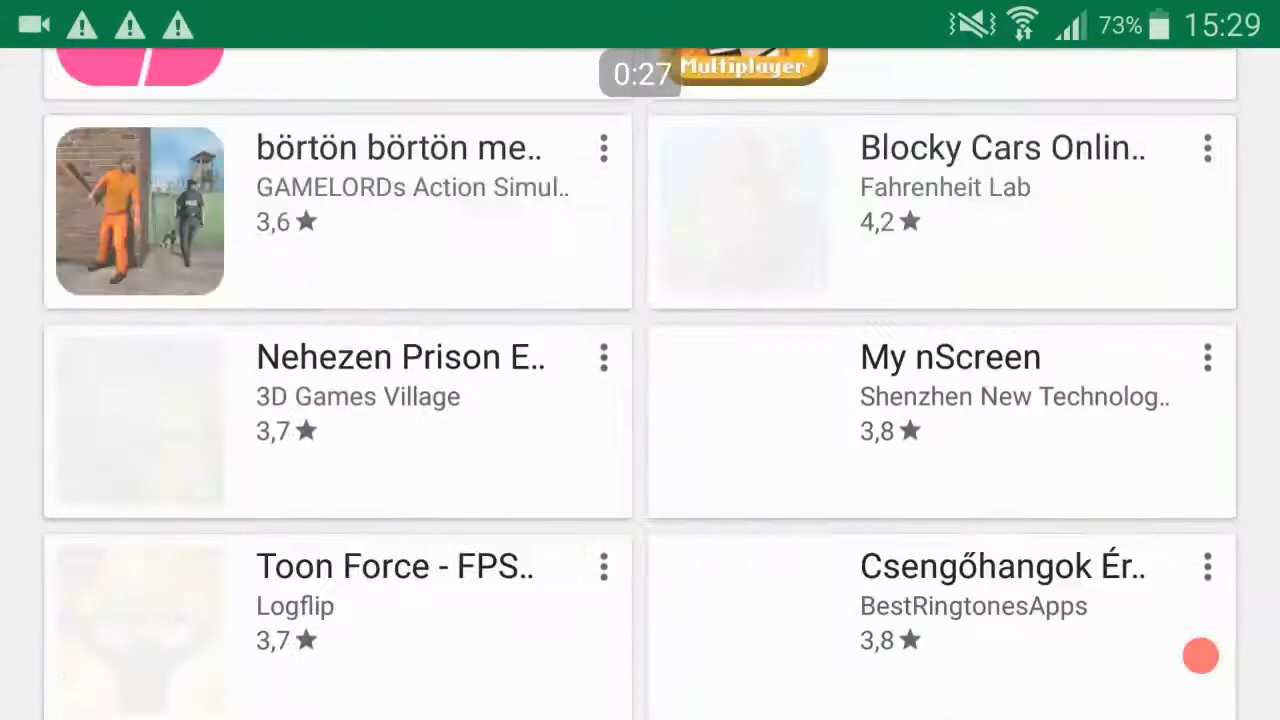 73% 15:29
0:27
Multiplayer
börtön börtön me..
GAMELORDs Action Simul..
3,6
Blocky Cars Onlin..
Fahrenheit Lab
4,2
Nehezen Prison E..
3D Games Village
3,7
My nScreen
Shenzhen New Technolog..
3,8
Toon Force - FPS..
Logflip
3,7
Csengőhangok Ér..
BestRingtonesApps
3,8